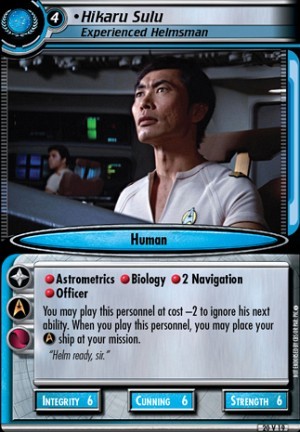 4
• Hikaru Sulu
Experienced Helmsman
Human
Astrometrics Biology 2 Navigation
Officer
You may play this personnel at cost –2 to ignore his next
ability. When you play this personnel, you may place your
ship at your mission.
"Helm ready, sir."
INTEGRITY 6 CUNNING 6 STRENGTH 6